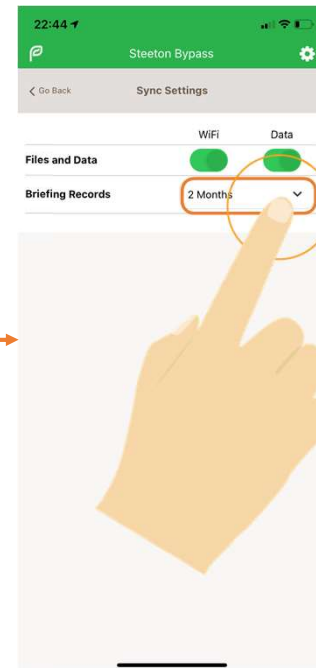 22:44
Steeton Bypass
Go Back Sync Settings
WiFi Data
Files and Data
Briefing Records 2 Months